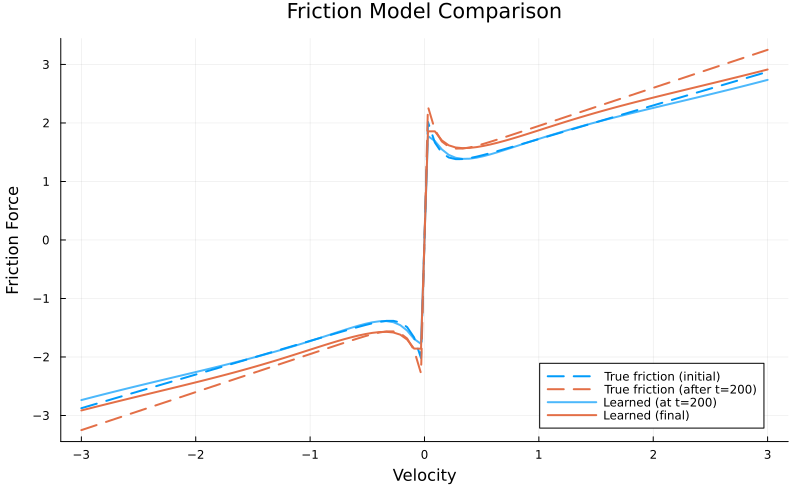 Friction Model Comparison
Friction Force
3
2
1
0
−1
−2
−3
−3
−2
−1
0
1
2
3
Velocity
True friction (initial)
True friction (after t=200)
Learned (at t=200)
Learned (final)